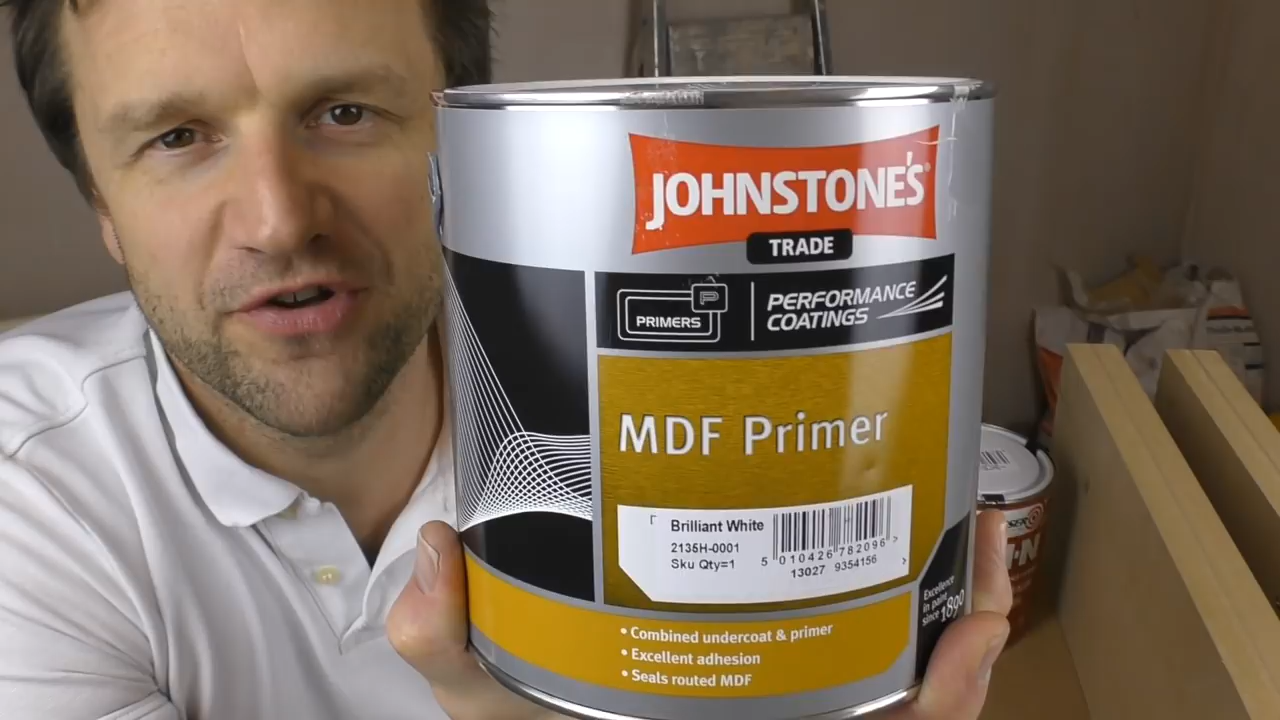 JOHNSTONE'S
TRADE
P
PRIMERS
PERFORMANCE
COATINGS
MDF Primer
Brilliant White
2135H-0001
Sku Qty=1
5 010426 782096 >
13027 9354156 >
• Combined undercoat & primer
• Excellent adhesion
• Seals routed MDF
Excellence
in paint
since 1890